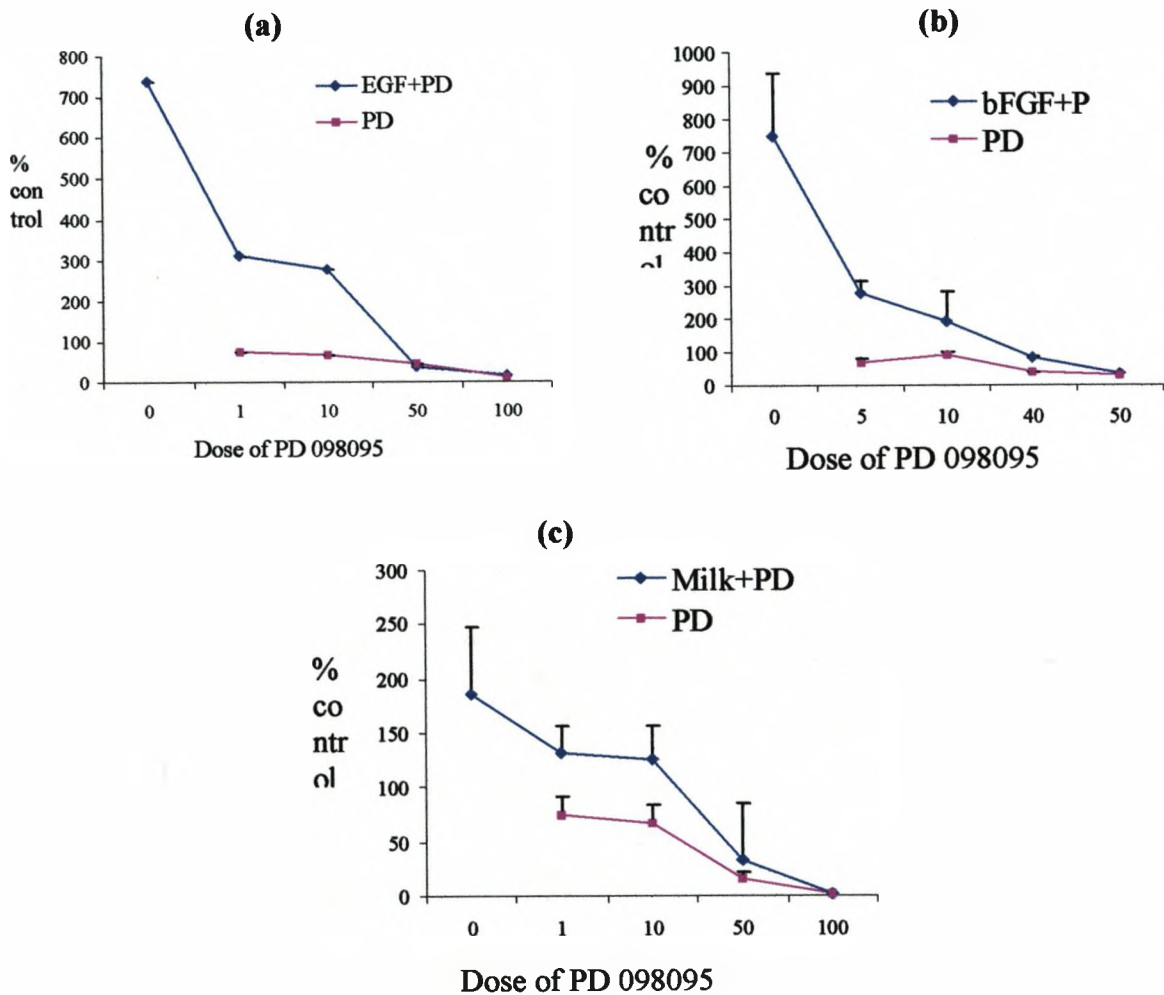 (a)
800
700
600
500
400
300
200
100
0
%
con
trol
EGF+PD
PD
0 1 10 50 100
Dose of PD 098095
(b)
1000
900
800
700
600
500
400
300
200
100
0
%
co
ntr
ol
bFGF+P
PD
0 5 10 40 50
Dose of PD 098095
(c)
300
250
200
150
100
50
0
%
co
ntr
ol
Milk+PD
PD
0 1 10 50 100
Dose of PD 098095